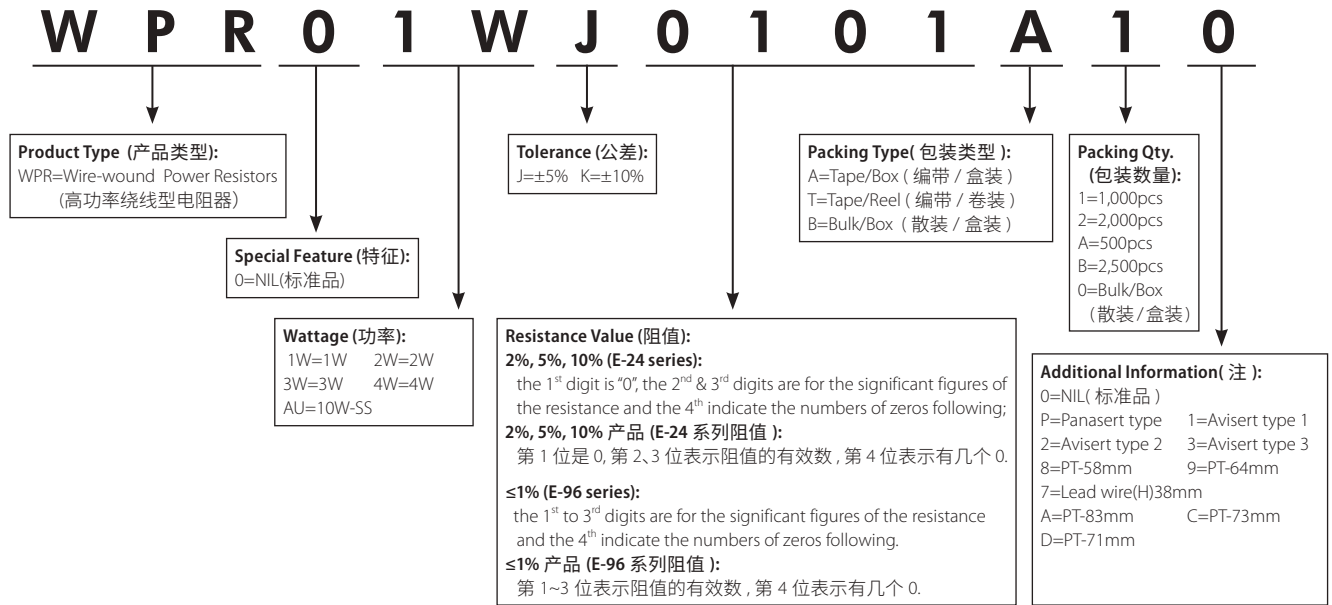 W P R 0 1 W J 0 1 0 1 A 1 0
Product Type (产品类型):
WPR=Wire-wound Power Resistors
(高功率绕线型电阻器)
Special Feature (特征):
0=NIL(标准品)
Wattage (功率):
1W=1W 2W=2W
3W=3W 4W=4W
AU=10W-SS
Tolerance (公差):
J=±5% K=±10%
Resistance Value (阻值):
2%, 5%, 10% (E-24 series):
the 1st digit is “0”, the 2nd & 3rd digits are for the significant figures of
the resistance and the 4th indicate the numbers of zeros following;
2%, 5%, 10% 产品 (E-24 系列阻值 ):
第 1 位是 0, 第 2、3 位表示阻值的有效数 , 第 4 位表示有几个 0.
≤1% (E-96 series):
the 1st to 3rd digits are for the significant figures of the resistance
and the 4th indicate the numbers of zeros following.
≤1% 产品 (E-96 系列阻值 ):
第 1~3 位表示阻值的有效数 , 第 4 位表示有几个 0.
Packing Type( 包装类型 ):
A=Tape/Box ( 编带 / 盒装 )
T=Tape/Reel ( 编带 / 卷装 )
B=Bulk/Box ( 散装 / 盒装 )
Packing Qty.
(包装数量):
1=1,000pcs
2=2,000pcs
A=500pcs
B=2,500pcs
0=Bulk/Box
(散装 / 盒装)
Additional Information( 注 ):
0=NIL( 标准品 )
P=Panasert type 1=Avisert type 1
2=Avisert type 2 3=Avisert type 3
8=PT-58mm 9=PT-64mm
7=Lead wire(H)38mm
A=PT-83mm C=PT-73mm
D=PT-71mm